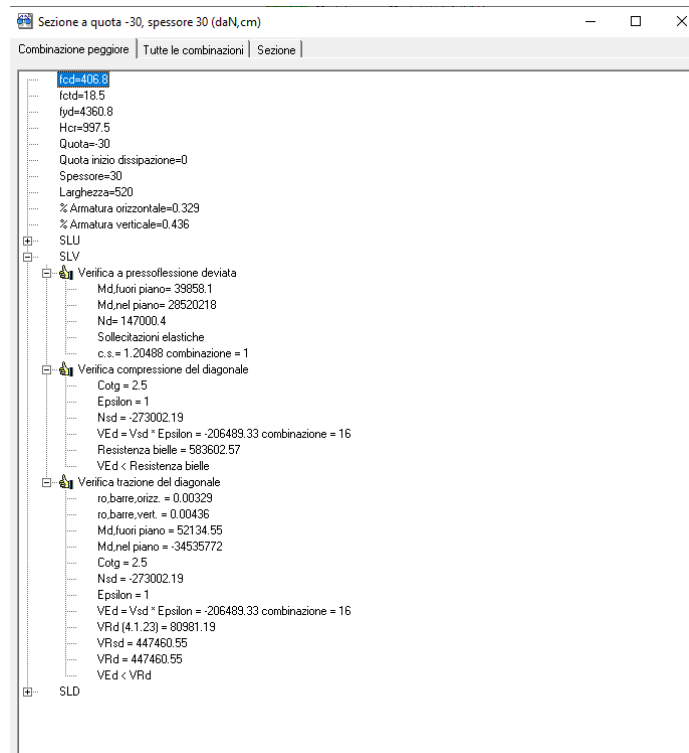 Sezione a quota -30, spessore 30 (daN,cm)
Combinazione peggiore Tutte le combinazioni Sezione
fcd=406.8
fctd=18.5
fyd=4360.8
Hcr=997.5
Quota=-30
Quota inizio dissipazione=0
Spessore=30
Larghezza=520
% Armatura orizzontale=0.329
% Armatura verticale=0.436
SLU
SLV
Verifica a pressoflessione deviata
Md,fuori piano= 39858.1
Md,nel piano= 28520218
Nd= 147000.4
Sollecitazioni elastiche
c.s.= 1.20488 combinazione = 1
Verifica compressione del diagonale
Cotg = 2.5
Epsilon = 1
Nsd = -273002.19
VEd = Vsd * Epsilon = -206489.33 combinazione = 16
Resistenza bielle = 583602.57
VEd < Resistenza bielle
Verifica trazione del diagonale
ro,barre,orizz. = 0.00329
ro,barre,vert. = 0.00436
Md,fuori piano = 52134.55
Md,nel piano = -34535772
Cotg = 2.5
Nsd = -273002.19
Epsilon = 1
VEd = Vsd * Epsilon = -206489.33 combinazione = 16
VRd (4.1.23) = 80981.19
VRsd = 447460.55
VRd = 447460.55
VEd < VRd
SLD